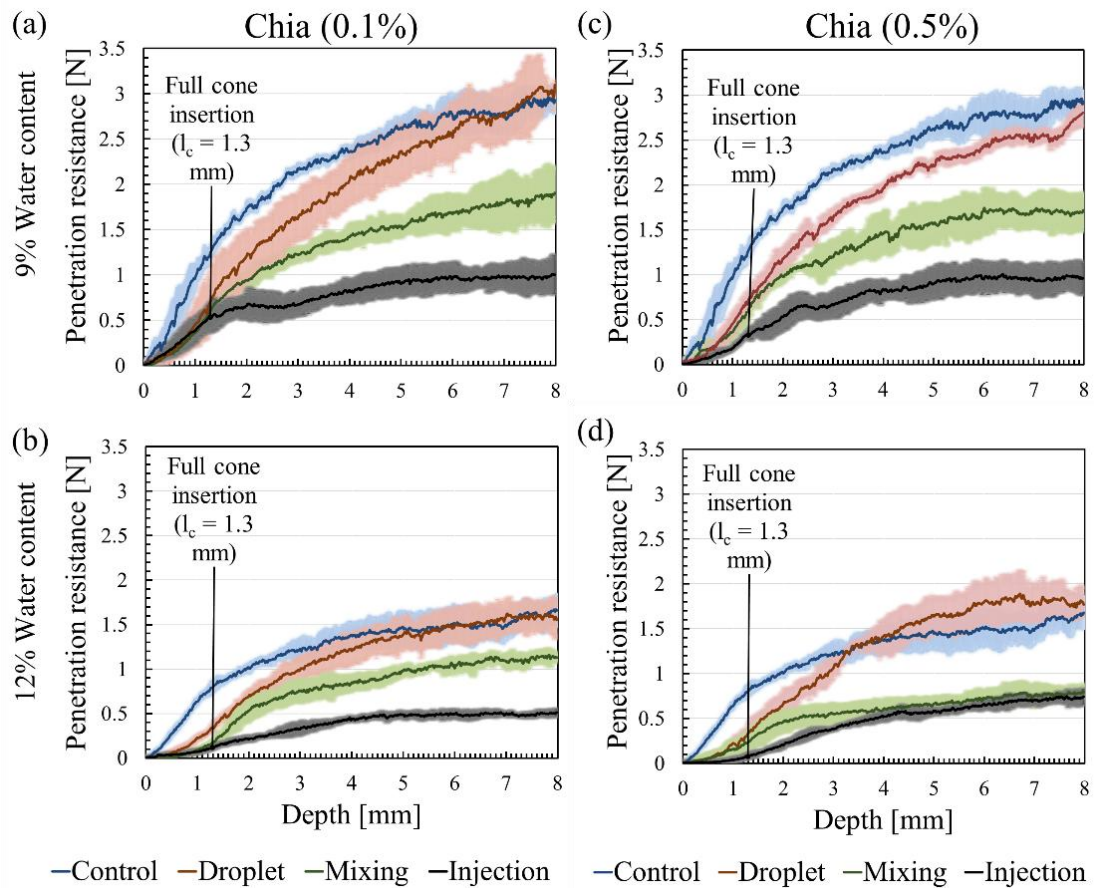 (a)
Chia (0.1%)
9% Water content
Penetration resistance [N]
3.5
3
2.5
2
1.5
1
0.5
0
Full cone
insertion
(l_c = 1.3
mm)
0 1 2 3 4 5 6 7 8
(c)
Chia (0.5%)
Penetration resistance [N]
3.5
3
2.5
2
1.5
1
0.5
0
Full cone
insertion
(l_c = 1.3
mm)
0 1 2 3 4 5 6 7 8
(b)
12% Water content
Penetration resistance [N]
3.5
3
2.5
2
1.5
1
0.5
0
Full cone
insertion
(l_c = 1.3
mm)
0 1 2 3 4 5 6 7 8
Depth [mm]
(d)
Penetration resistance [N]
3.5
3
2.5
2
1.5
1
0.5
0
Full cone
insertion
(l_c = 1.3
mm)
0 1 2 3 4 5 6 7 8
Depth [mm]
Control Droplet Mixing Injection
Control Droplet Mixing Injection